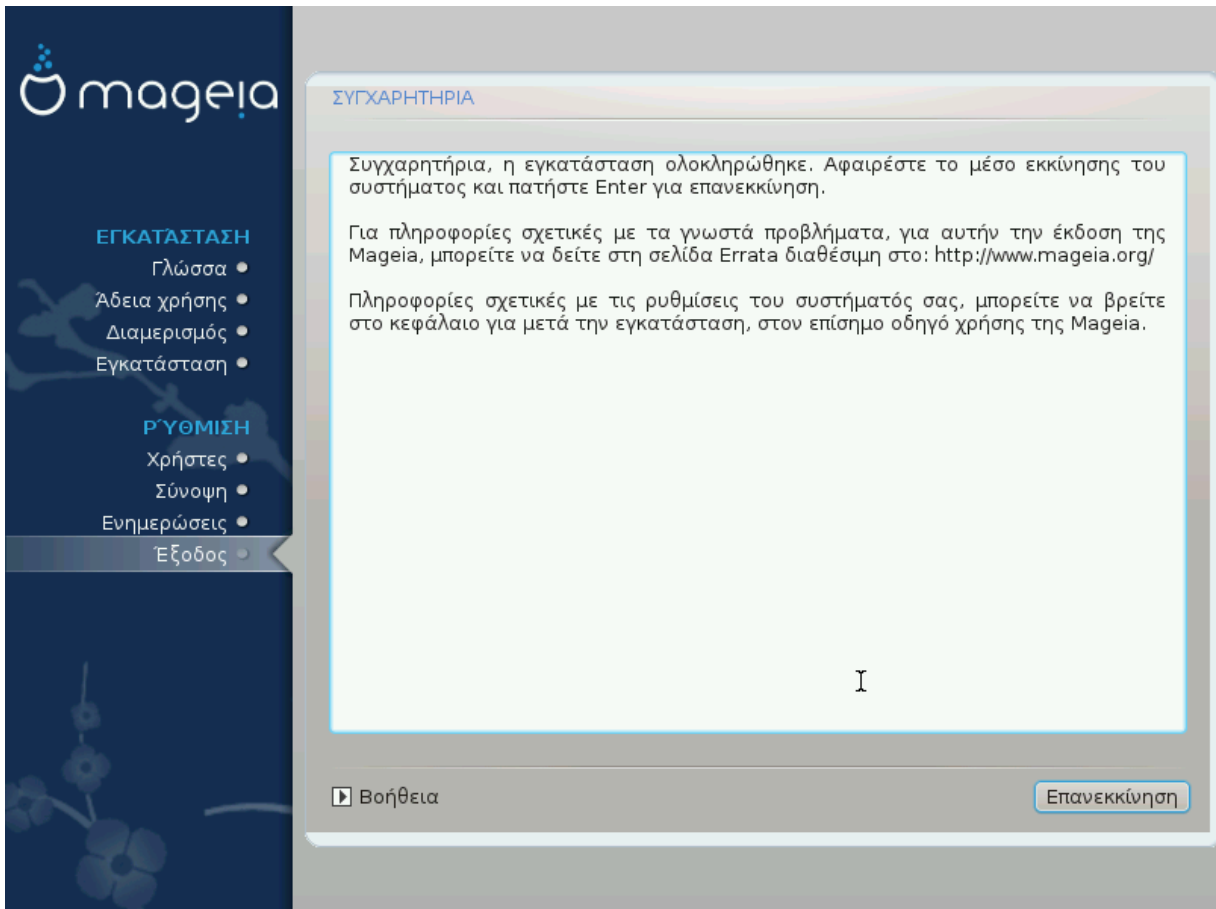 mageia
ΕΓΚΑΤΆΣΤΑΣΗ
Γλώσσα
Άδεια χρήσης
Διαμερισμός
Εγκατάσταση
ΡΎΘΜΙΣΗ
Χρήστες
Σύνοψη
Ενημερώσεις
Έξοδος
ΣΥΓΧΑΡΗΤΗΡΙΑ
Συγχαρητήρια, η εγκατάσταση ολοκληρώθηκε. Αφαιρέστε το μέσο εκκίνησης του
συστήματος και πατήστε Enter για επανεκκίνηση.
Για πληροφορίες σχετικές με τα γνωστά προβλήματα, για αυτήν την έκδοση της
Mageia, μπορείτε να δείτε στη σελίδα Errata διαθέσιμη στο: http://www.mageia.org/
Πληροφορίες σχετικές με τις ρυθμίσεις του συστήματός σας, μπορείτε να βρείτε
στο κεφάλαιο για μετά την εγκατάσταση, στον επίσημο οδηγό χρήσης της Mageia.
Βοήθεια
Επανεκκίνηση